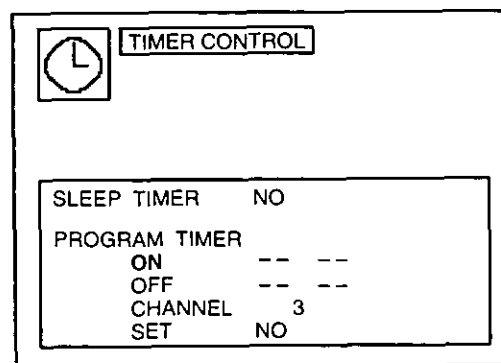 TIMER CONTROL
SLEEP TIMER NO
PROGRAM TIMER
ON -- --
OFF -- --
CHANNEL 3
SET NO